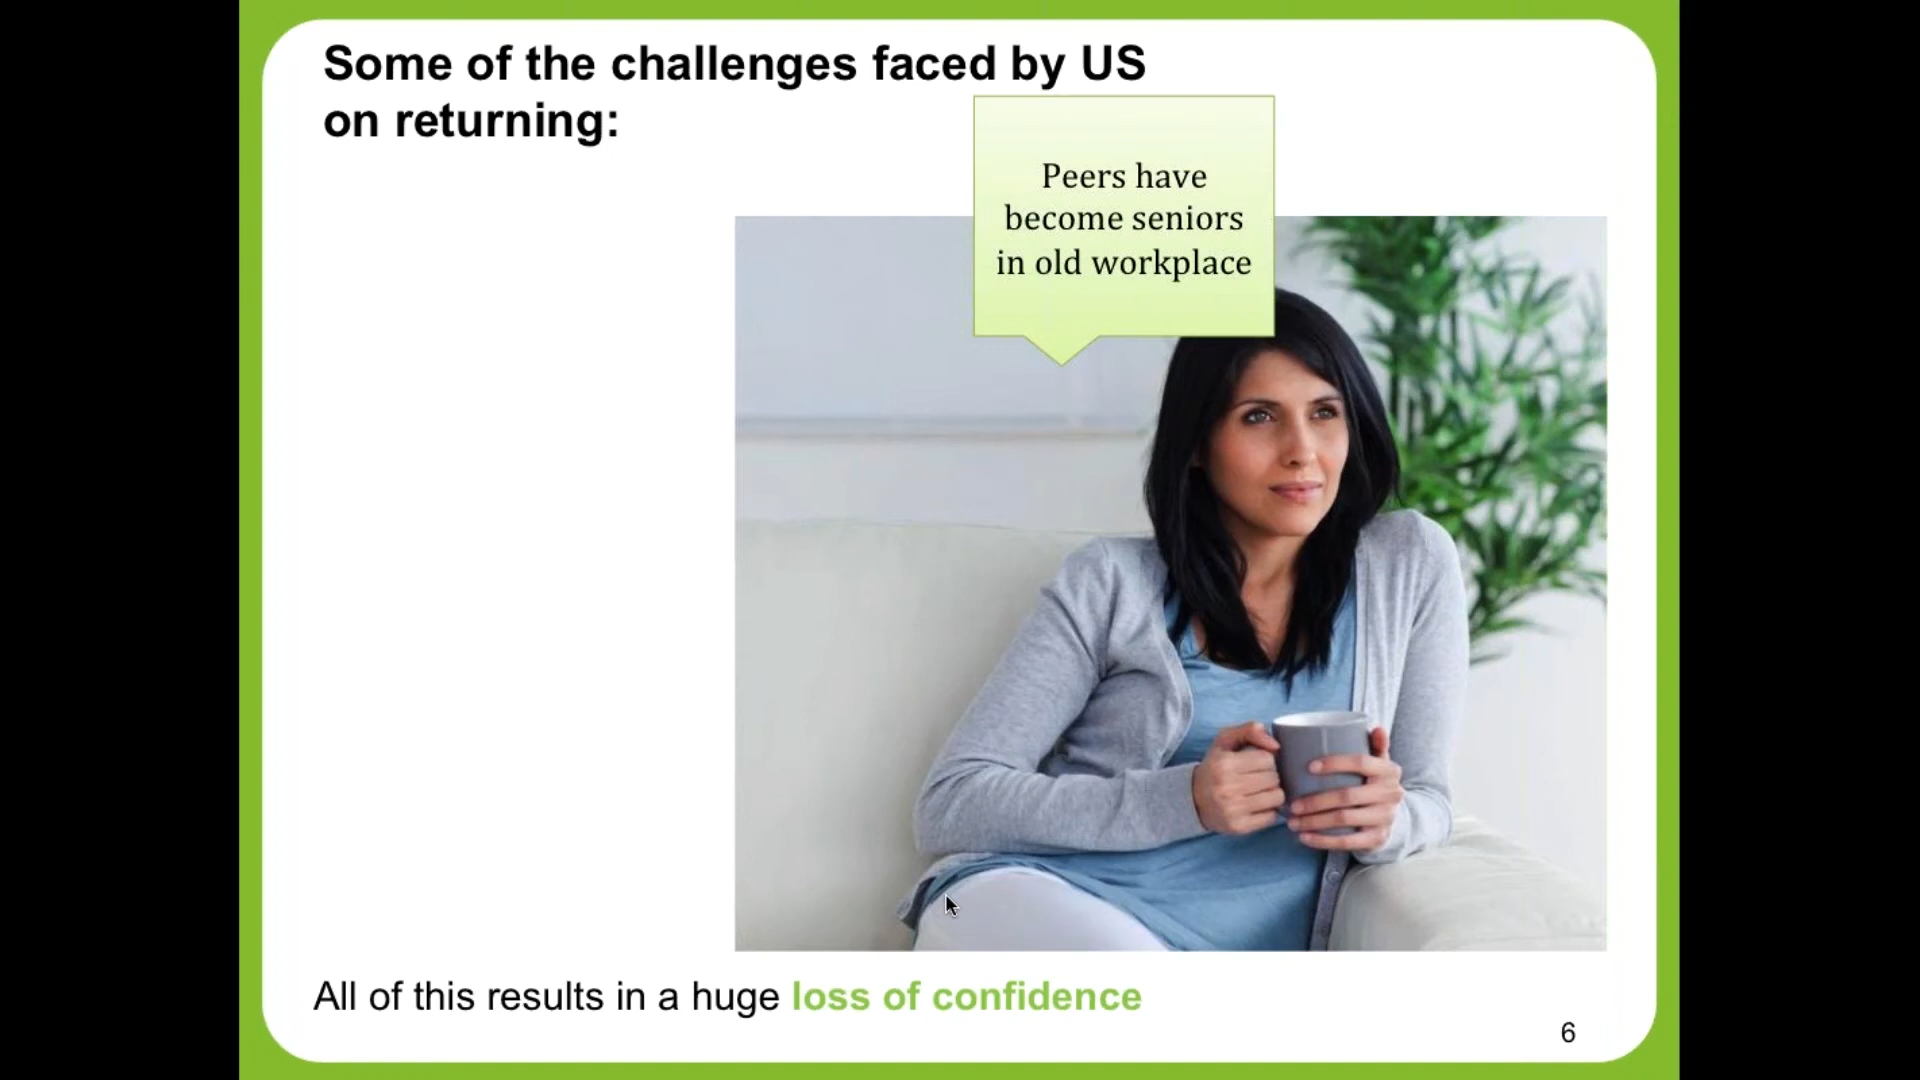 Some of the challenges faced by US
on returning:
Peers have
become seniors
in old workplace
All of this results in a huge loss of confidence
6